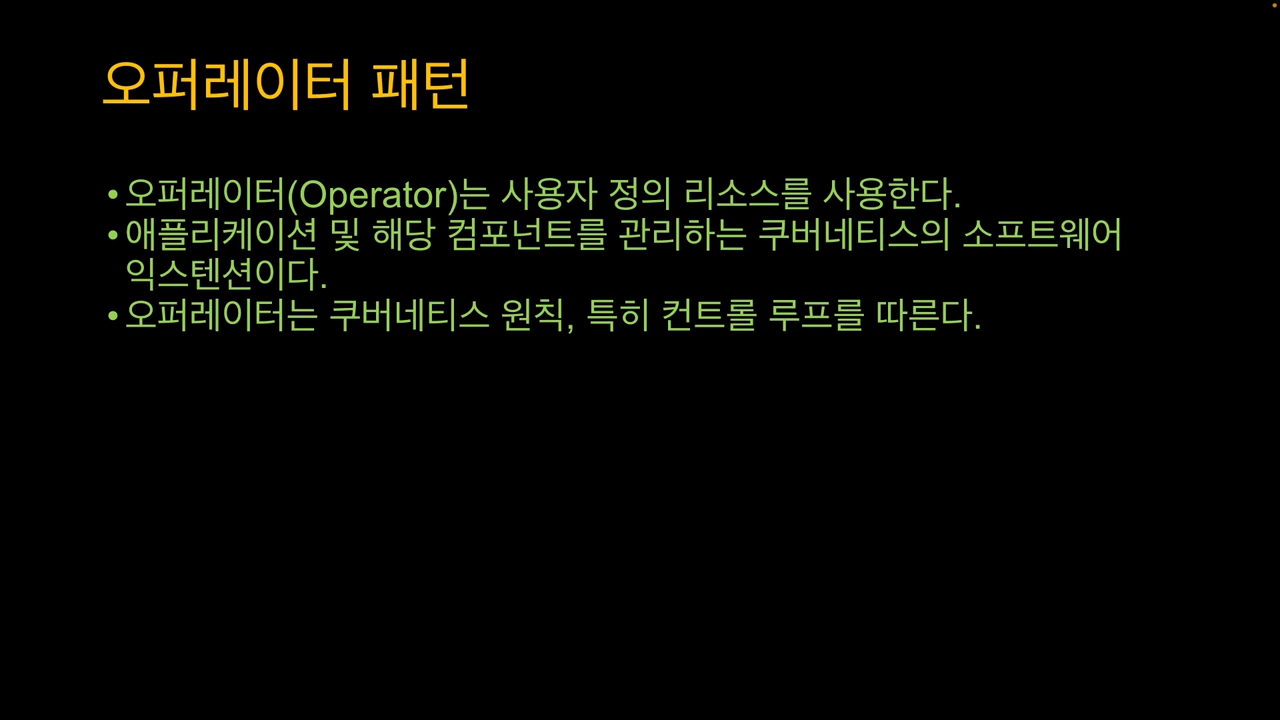 오퍼레이터 패턴
•오퍼레이터(Operator)는 사용자 정의 리소스를 사용한다.
•애플리케이션 및 해당 컴포넌트를 관리하는 쿠버네티스의 소프트웨어
익스텐션이다.
•오퍼레이터는 쿠버네티스 원칙, 특히 컨트롤 루프를 따른다.